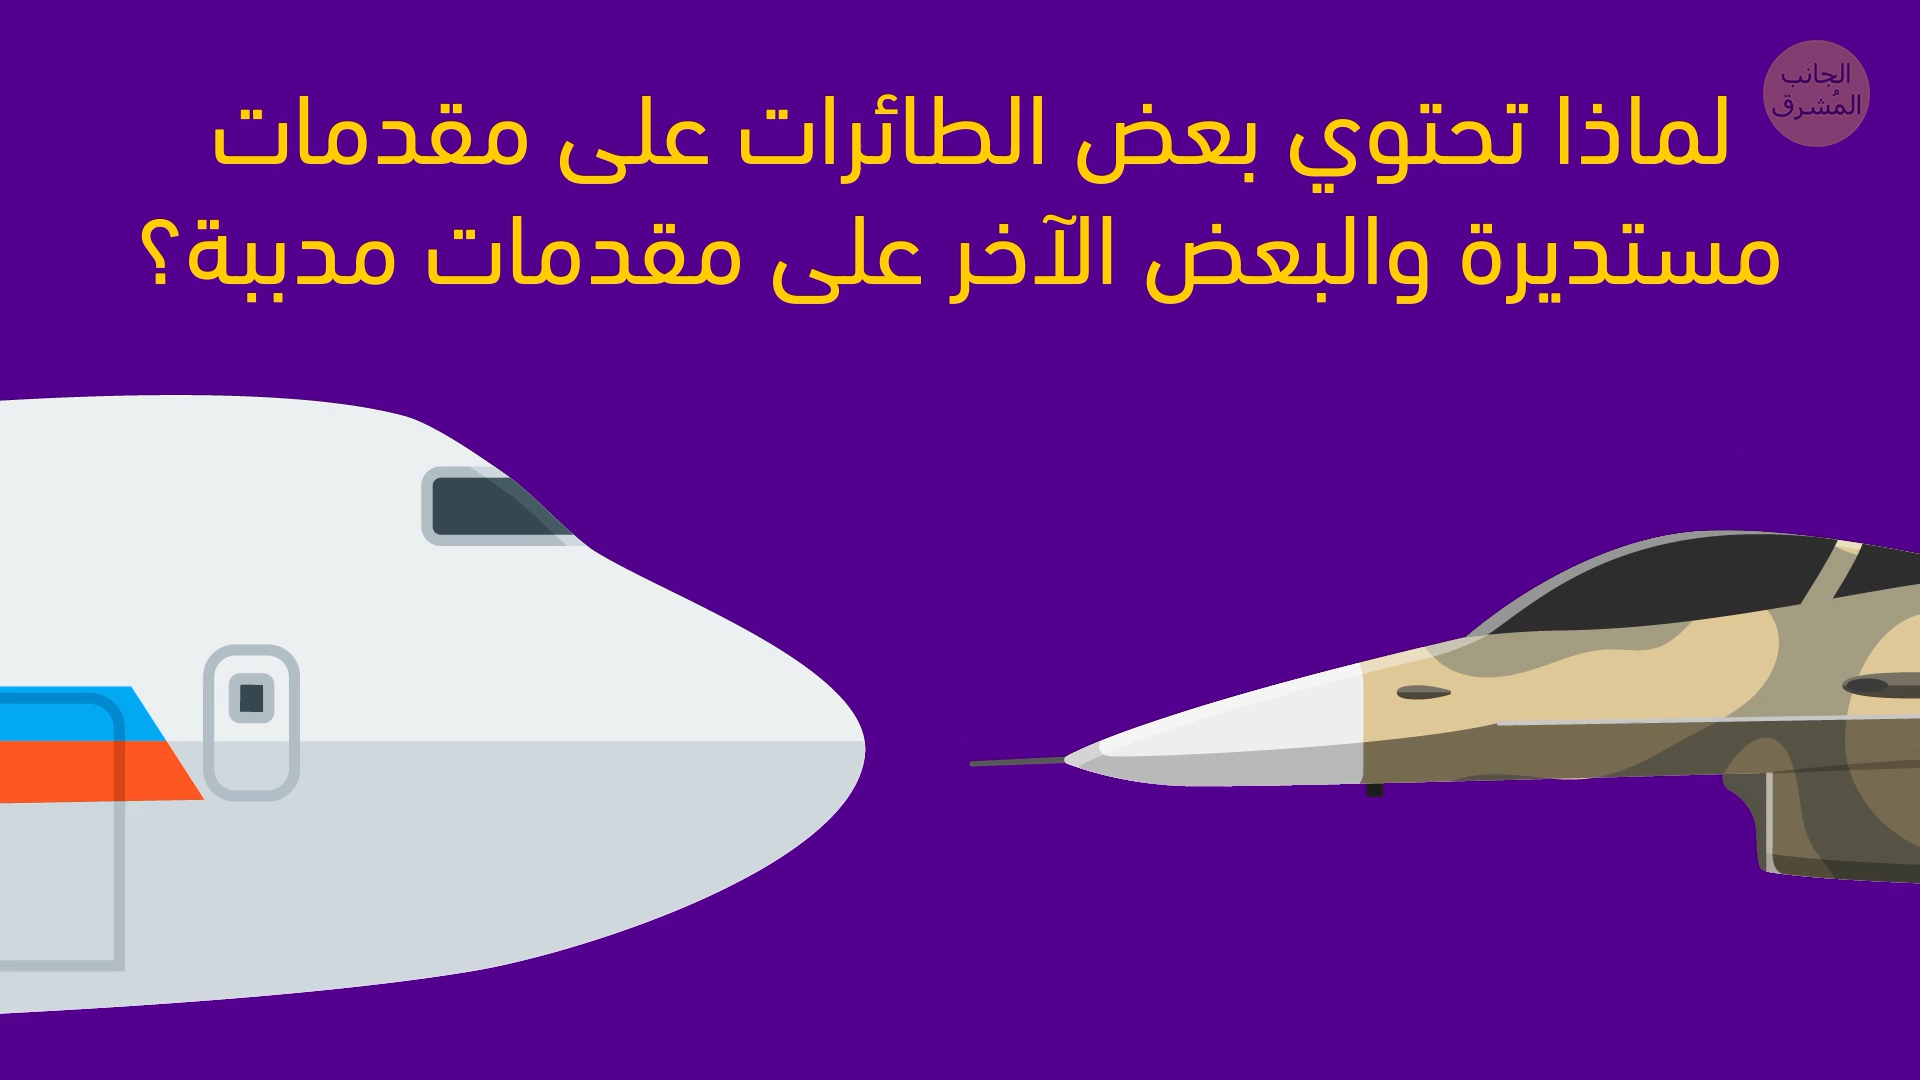 لماذا تحتوي بعض الطائرات على مقدمات
مستديرة والبعض الآخر على مقدمات مدببة؟
الجانب
المُشرق